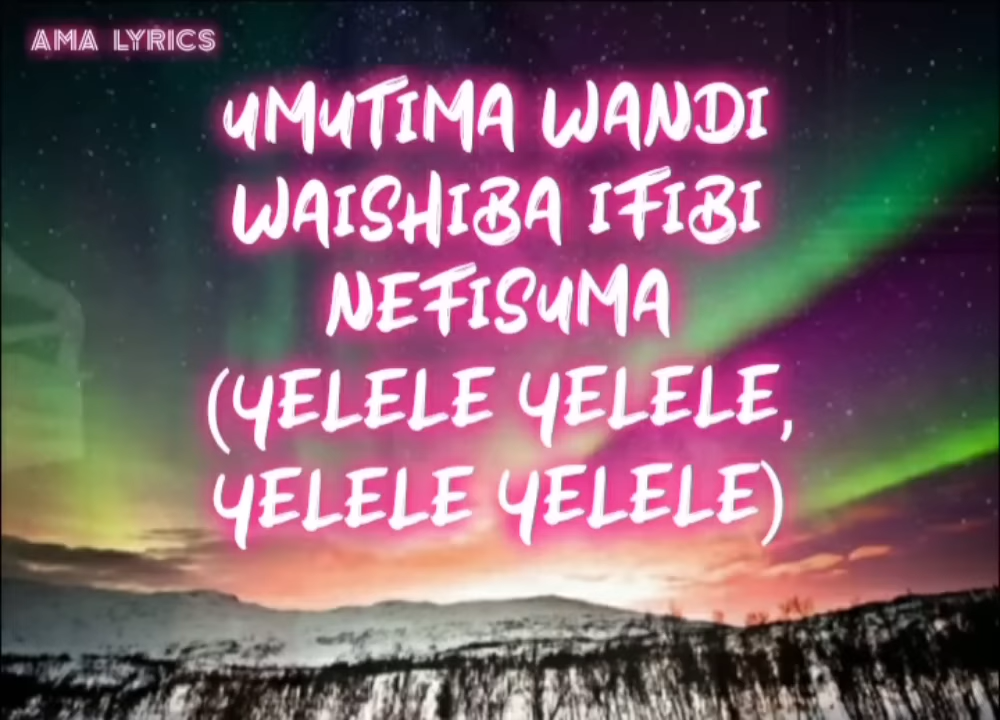 AMA LYRICS
UMUTIMA WANDI
WAISHIBA IFIBI
NEFISUMA
(YELELE YELELE,
YELELE YELELE)